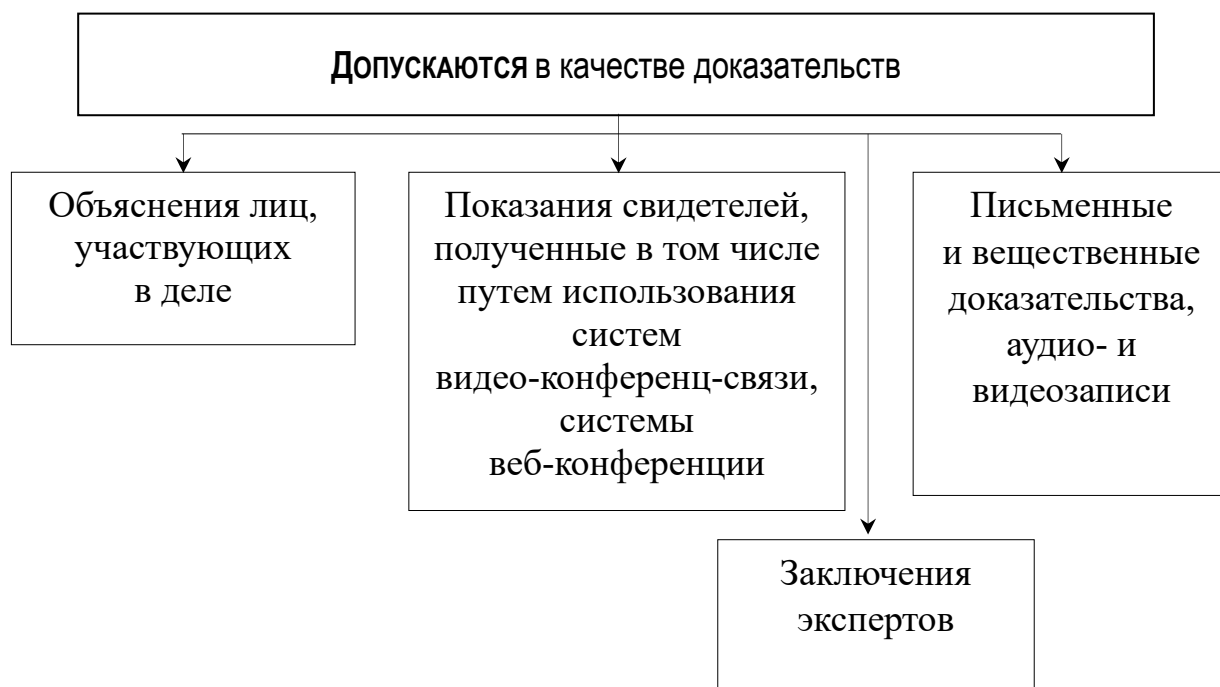 ДОПУСКАЮТСЯ в качестве доказательств
Объяснения лиц,
участвующих
в деле
Показания свидетелей,
полученные в том числе
путем использования
систем
видео-конференц-связи,
системы
веб-конференции
Письменные
и вещественные
доказательства,
аудио- и
видеозаписи
Заключения
экспертов